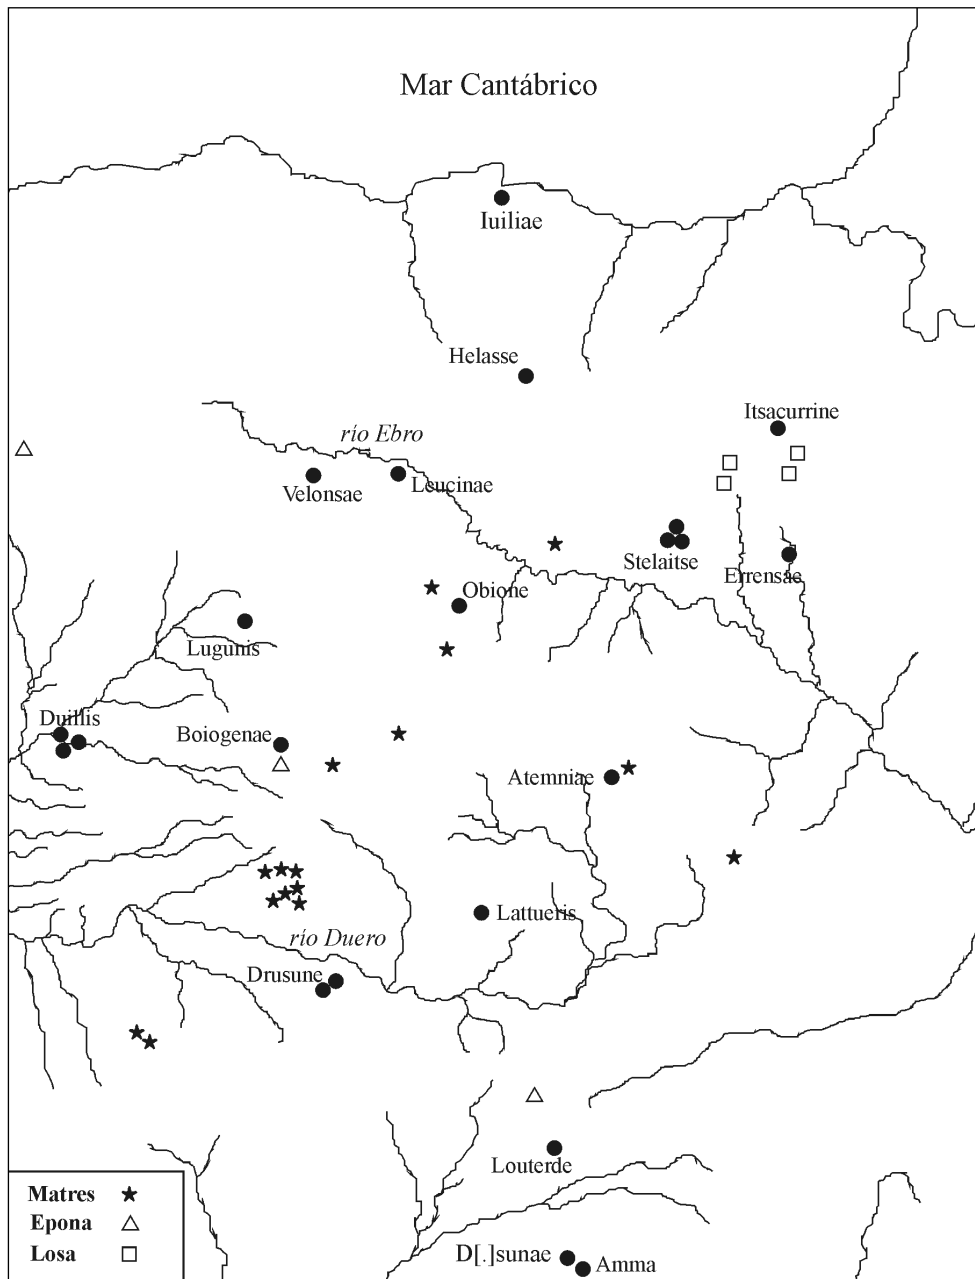 Mar Cantábrico
Iuiliae
Helasse
Itsacurrine
río Ebro
Leucinae
Velonsae
Stelaitse
Errensae
Obione
Lugunis
Duillis
Boiogenae
Atemniae
Lattueris
río Duero
Drusune
Louterde
D[.]sunae
Amma
Matres
Epona
Losa